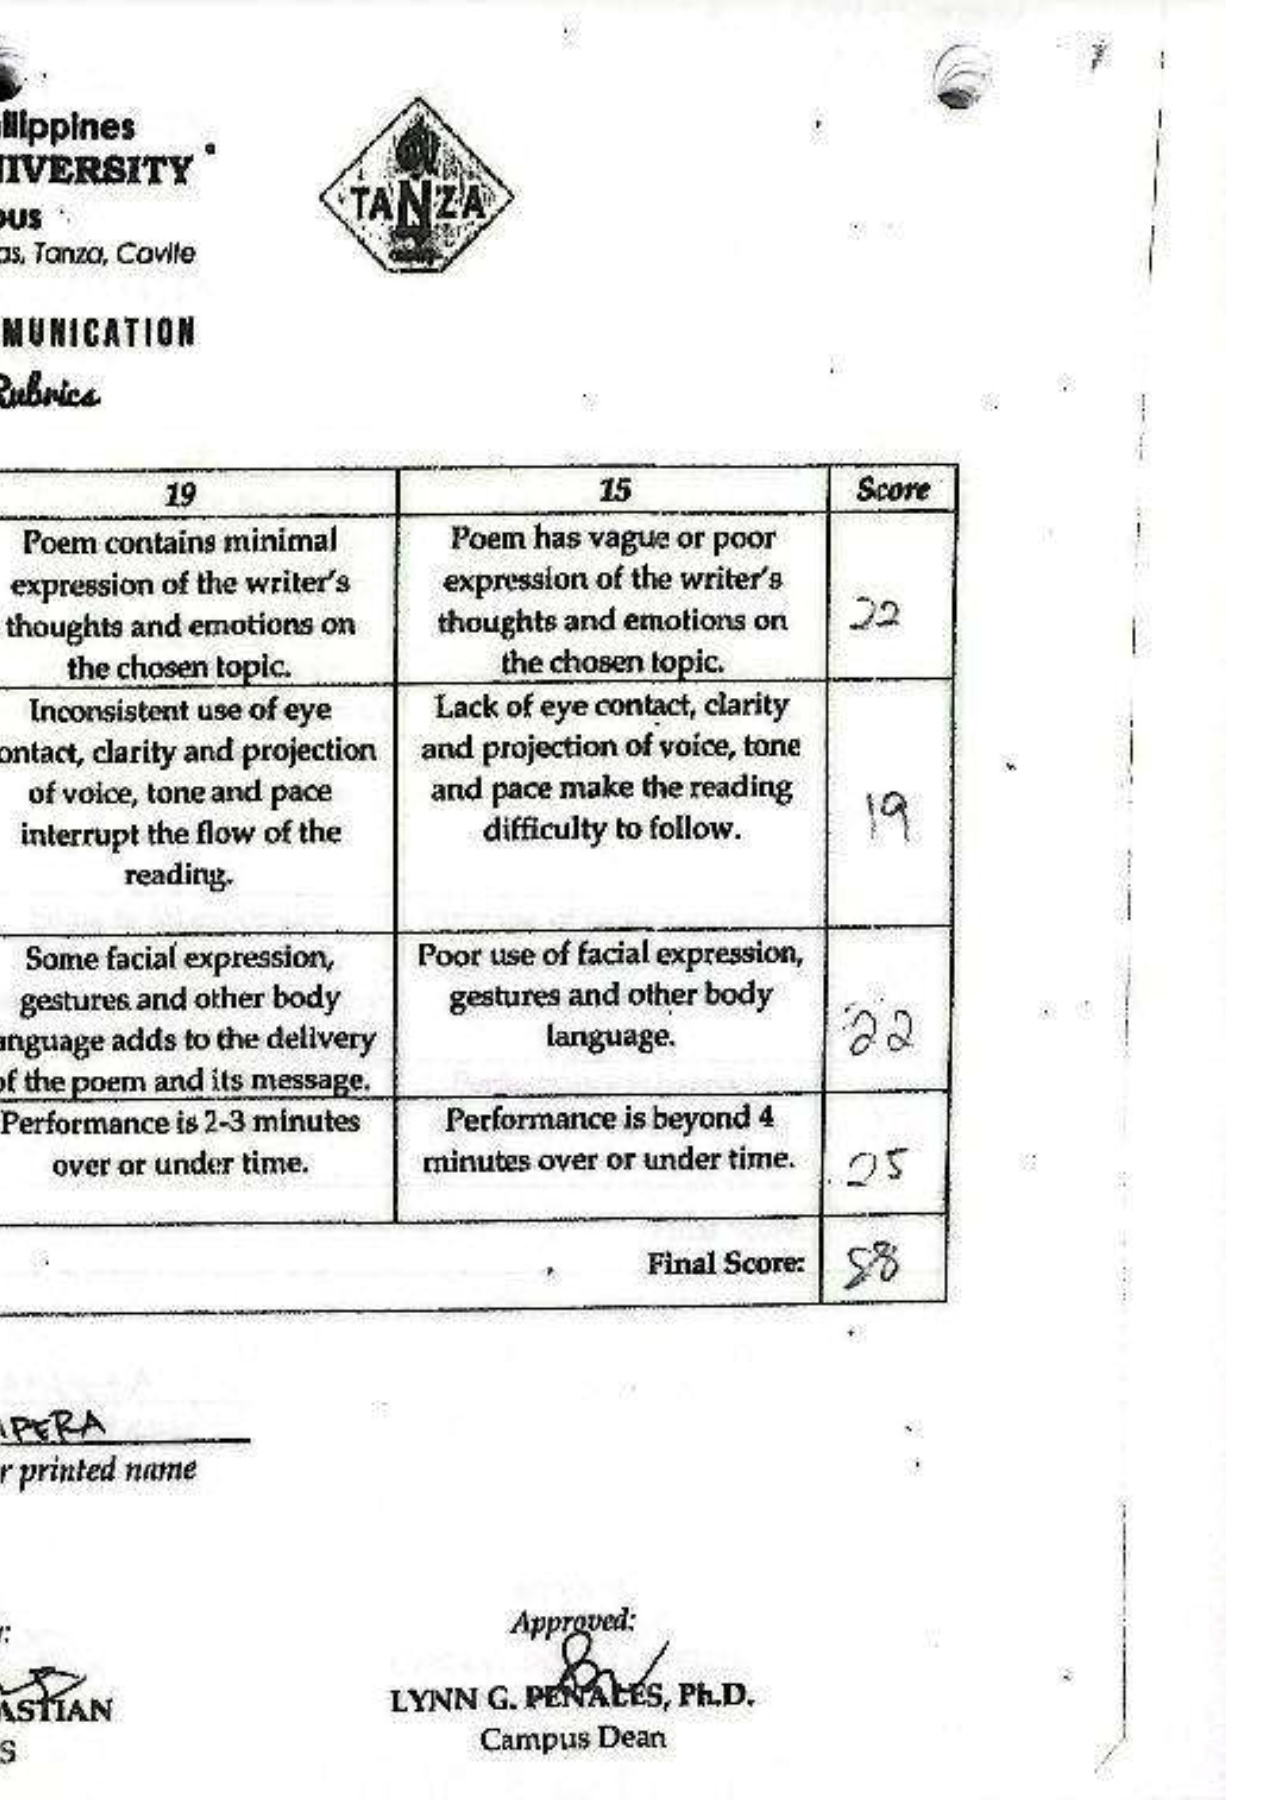 llippines
NIVERSITY
ous
as, Tanza, Cavite
TANZA
MUNICATION
Rubrics
19 15 Score
Poem contains minimal
expression of the writer's
thoughts and emotions on
the chosen topic.
Poem has vague or poor
expression of the writer's
thoughts and emotions on
the chosen topic.
22
Inconsistent use of eye
ontact, clarity and projection
of voice, tone and pace
interrupt the flow of the
reading.
Lack of eye contact, clarity
and projection of voice, tone
and pace make the reading
difficulty to follow.
19
Some facial expression,
gestures and other body
anguage adds to the delivery
of the poem and its message.
Poor use of facial expression,
gestures and other body
language.
22
Performance is 2-3 minutes
over or under time.
Performance is beyond 4
minutes over or under time.
25
Final Score: 88
IPERA
r printed name
Approved:
ASTIAN
S
LYNN G. PENALES, Ph.D.
Campus Dean